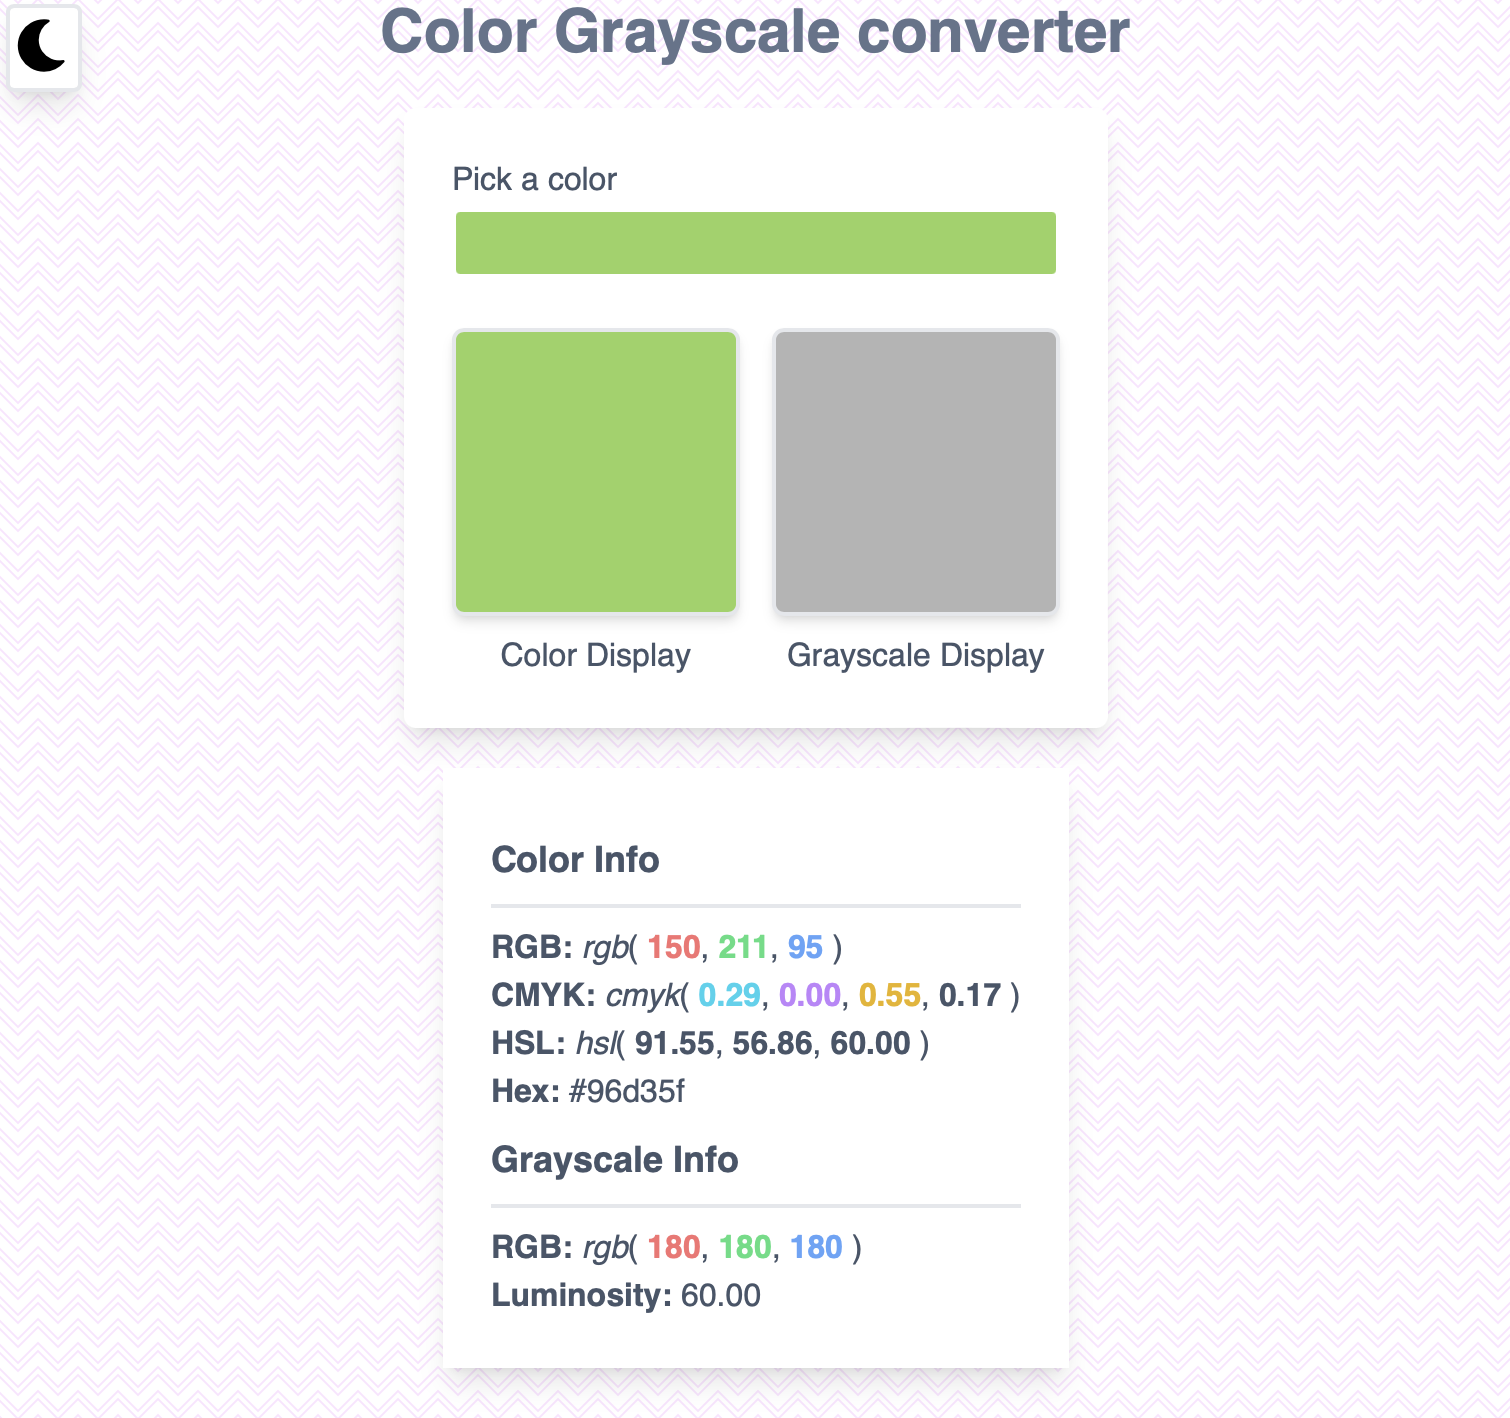 Color Grayscale converter
Pick a color
Color Display
Grayscale Display
Color Info
RGB: rgb( 150, 211, 95 )
CMYK: cmyk( 0.29, 0.00, 0.55, 0.17 )
HSL: hsl( 91.55, 56.86, 60.00 )
Hex: #96d35f
Grayscale Info
RGB: rgb( 180, 180, 180 )
Luminosity: 60.00